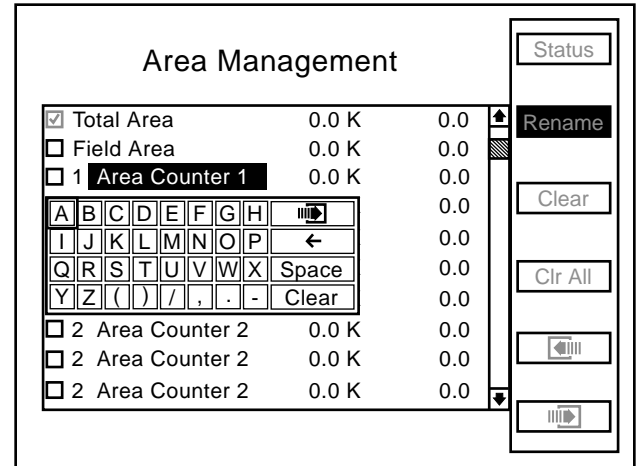 Area Management
Status
Rename
Clear
Clr All
Total Area 0.0 K 0.0
Field Area 0.0 K 0.0
1 Area Counter 1 0.0 K 0.0
A B C D E F G H 0.0
I J K L M N O P ← 0.0
Q R S T U V W X Space 0.0
Y Z ( ) / , . - Clear 0.0
2 Area Counter 2 0.0 K 0.0
2 Area Counter 2 0.0 K 0.0
2 Area Counter 2 0.0 K 0.0